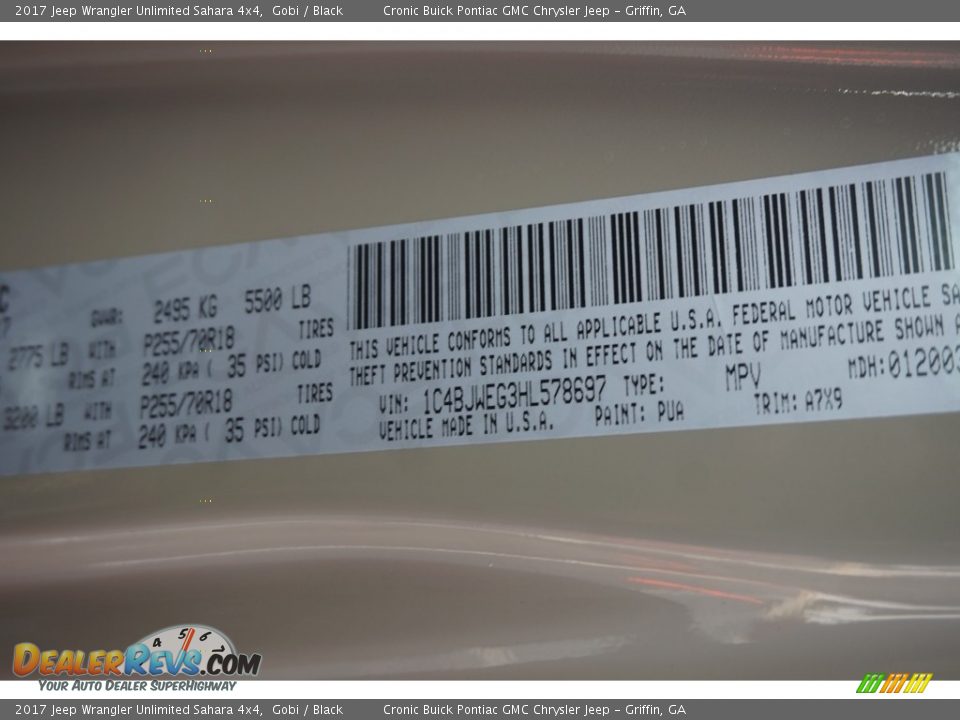 2017 Jeep Wrangler Unlimited Sahara 4x4, Gobi / Black Cronic Buick Pontiac GMC Chrysler Jeep - Griffin, GA
GVWR: 2495 KG 5500 LB
2775 LB WITH P255/70R18 TIRES
RIMS AT 240 KPA ( 35 PSI) COLD
3200 LB WITH P255/70R18 TIRES
RIMS AT 240 KPA ( 35 PSI) COLD
THIS VEHICLE CONFORMS TO ALL APPLICABLE U.S.A. FEDERAL MOTOR VEHICLE SA
THEFT PREVENTION STANDARDS IN EFFECT ON THE DATE OF MANUFACTURE SHOWN A
VIN: 1C4BJWEG3HL578697 TYPE: MPV MDH:012003
VEHICLE MADE IN U.S.A. PAINT: PUA TRIM: A7X9
4 5 6
DEALERREVS.COM
YOUR AUTO DEALER SUPERHIGHWAY
2017 Jeep Wrangler Unlimited Sahara 4x4, Gobi / Black Cronic Buick Pontiac GMC Chrysler Jeep - Griffin, GA